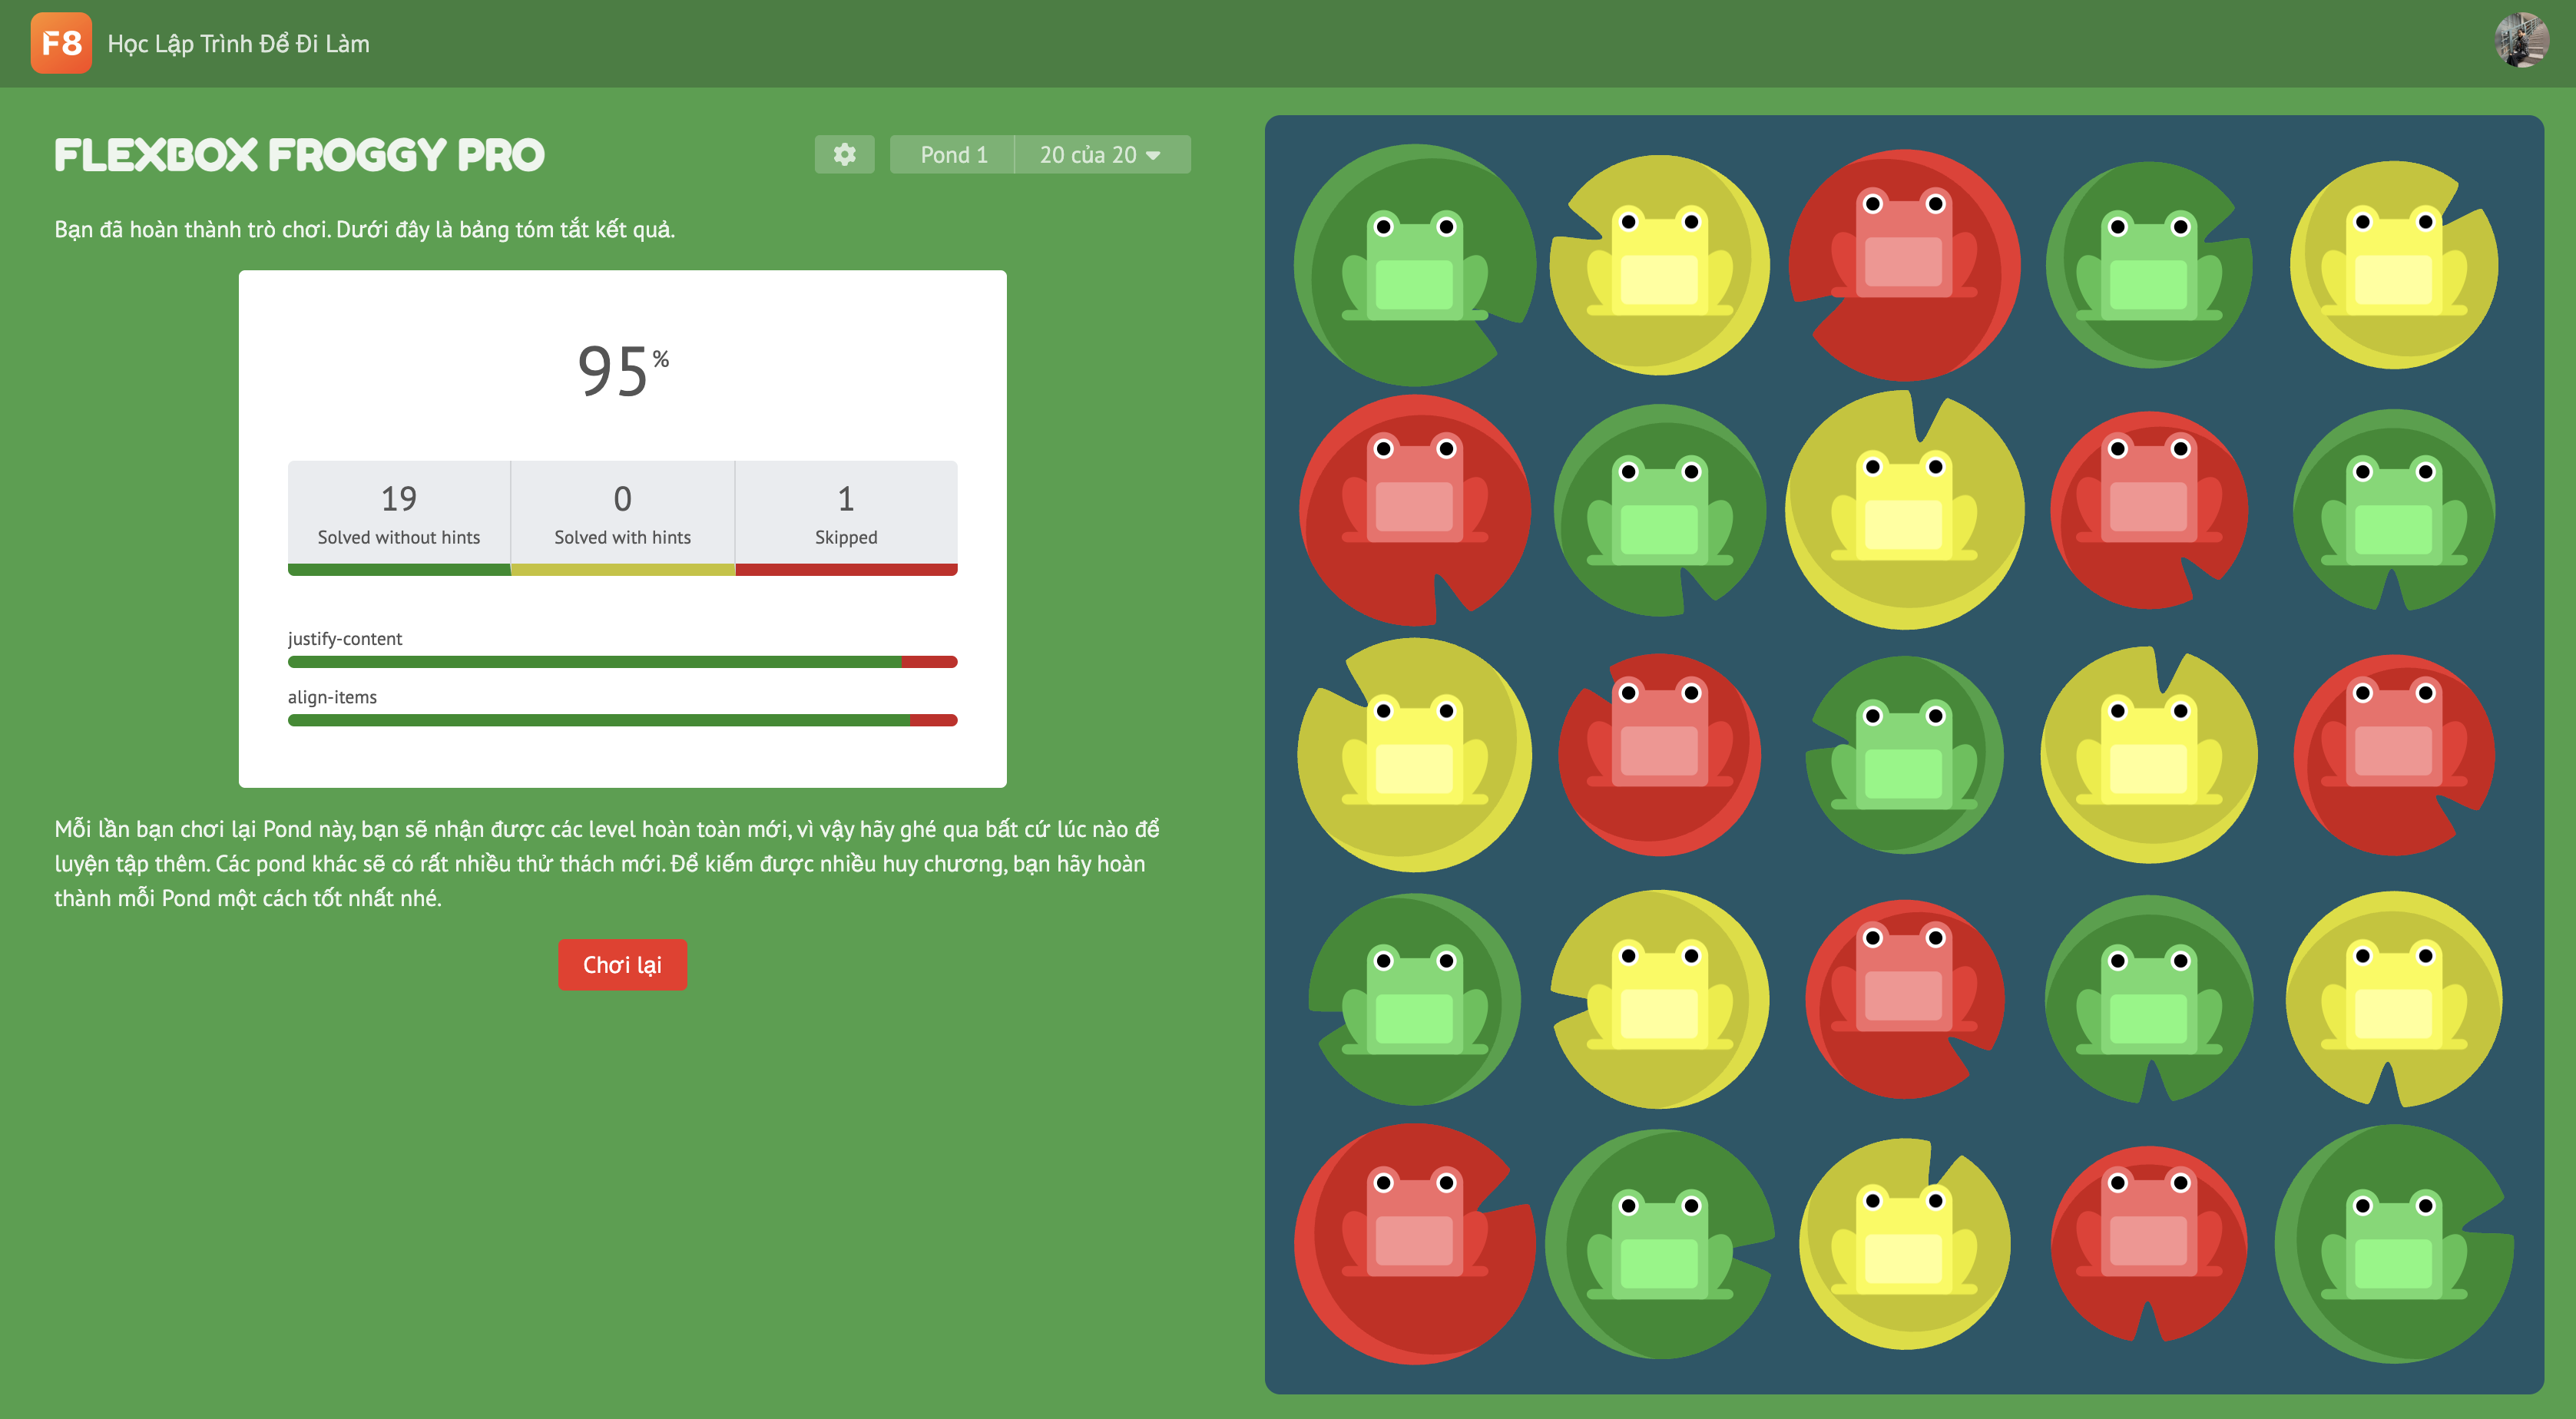 F8 Học Lập Trình Để Đi Làm
FLEXBOX FROGGY PRO
Pond 1
20 của 20
Bạn đã hoàn thành trò chơi. Dưới đây là bảng tóm tắt kết quả.
95%
19
Solved without hints
0
Solved with hints
1
Skipped
justify-content
align-items
Mỗi lần bạn chơi lại Pond này, bạn sẽ nhận được các level hoàn toàn mới, vì vậy hãy ghé qua bất cứ lúc nào để
luyện tập thêm. Các pond khác sẽ có rất nhiều thử thách mới. Để kiếm được nhiều huy chương, bạn hãy hoàn
thành mỗi Pond một cách tốt nhất nhé.
Chơi lại